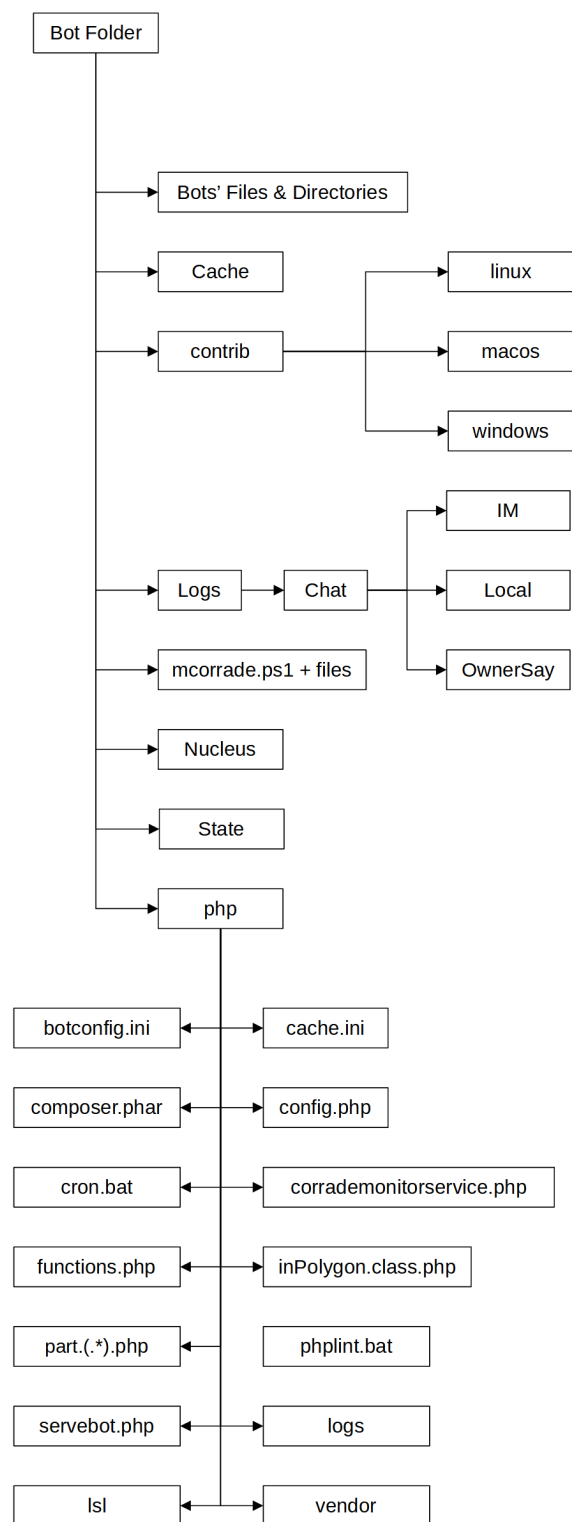 Bot Folder
Bots’ Files & Directories
Cache
linux
contrib
macos
windows
IM
Logs
Chat
Local
mcorrade.ps1 + files
OwnerSay
Nucleus
State
php
botconfig.ini
cache.ini
composer.phar
config.php
cron.bat
corrademonitorservice.php
functions.php
inPolygon.class.php
part.(.*).php
phplint.bat
servebot.php
logs
lsl
vendor